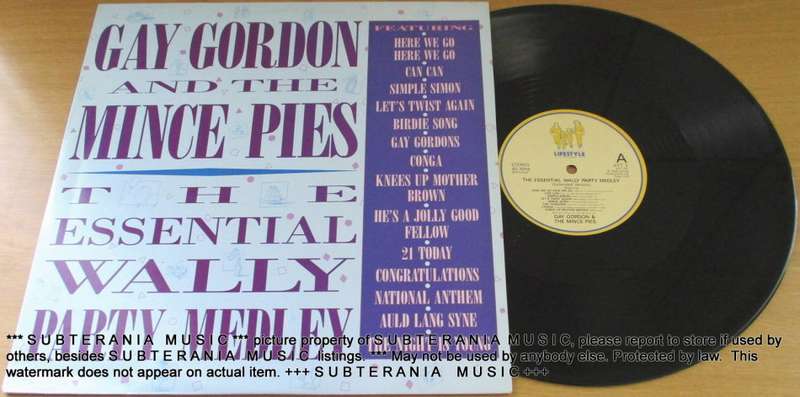 GAY GORDON
AND THE
MINCE PIES
THE
ESSENTIAL
WALLY
PARTY MEDLEY
FEATURING
HERE WE GO
HERE WE GO
CAN CAN
SIMPLE SIMON
LET'S TWIST AGAIN
BIRDIE SONG
GAY GORDONS
CONGA
KNEES UP MOTHER
BROWN
HE'S A JOLLY GOOD
FELLOW
21 TODAY
CONGRATULATIONS
NATIONAL ANTHEM
AULD LANG SYNE
THE NIGHT IS YOUNG
LIFESTYLE
STEREO
A
THE ESSENTIAL WALLY PARTY MEDLEY
GAY GORDON &
THE MINCE PIES
*** S U B T E R A N I A M U S I C *** picture property of S U B T E R A N I A M U S I C, please report to store if used by
others, besides S U B T E R A N I A M U S I C listings. *** May not be used by anybody else. Protected by law. This
watermark does not appear on actual item. +++ S U B T E R A N I A M U S I C +++